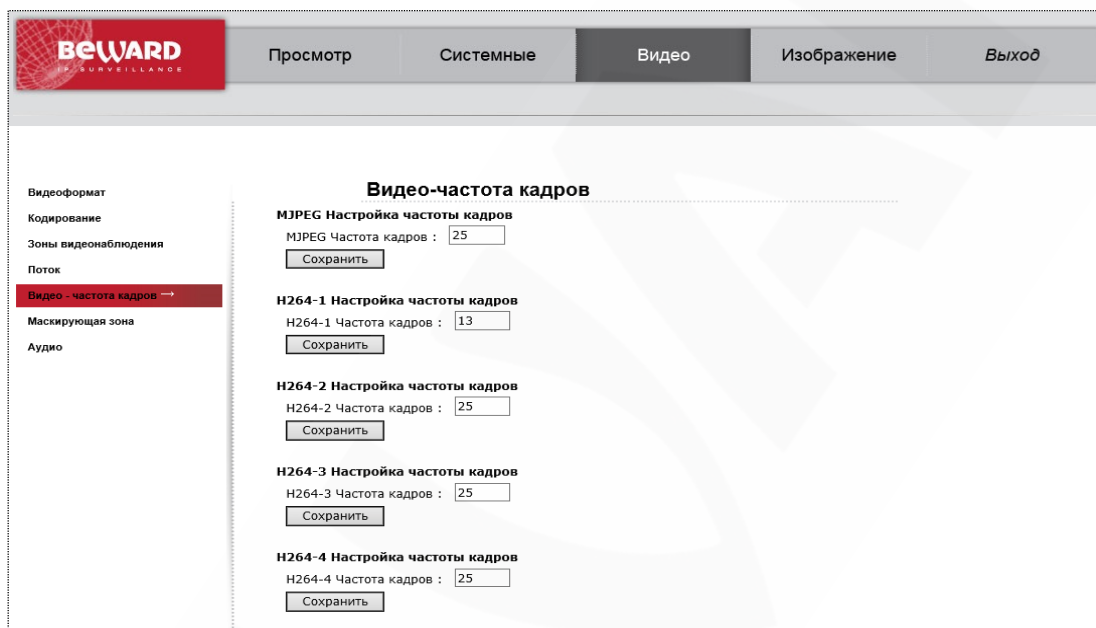 BEWARD
IP SURVEILLANCE
Просмотр
Системные
Видео
Изображение
Выход
Видеоформат
Кодирование
Зоны видеонаблюдения
Поток
Видео - частота кадров →
Маскирующая зона
Аудио
Видео-частота кадров
MJPEG Настройка частоты кадров
MJPEG Частота кадров : 25
Сохранить
H264-1 Настройка частоты кадров
H264-1 Частота кадров : 13
Сохранить
H264-2 Настройка частоты кадров
H264-2 Частота кадров : 25
Сохранить
H264-3 Настройка частоты кадров
H264-3 Частота кадров : 25
Сохранить
H264-4 Настройка частоты кадров
H264-4 Частота кадров : 25
Сохранить